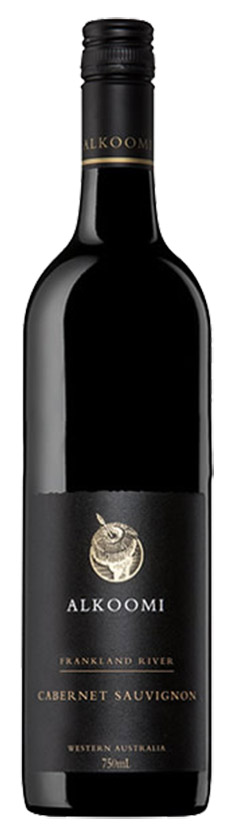 ALKOOMI
ALKOOMI
FRANKLAND RIVER
CABERNET SAUVIGNON
WESTERN AUSTRALIA
750mL